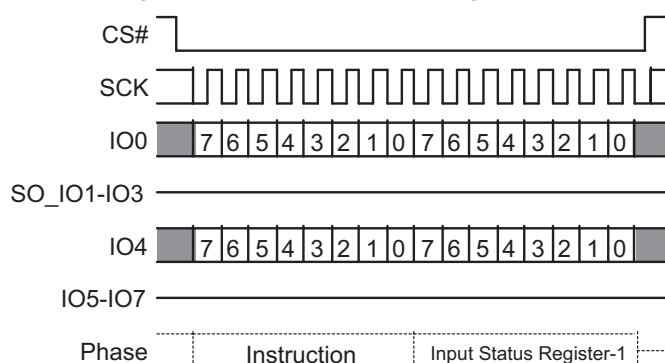 CS#
SCK
IO0 7 6 5 4 3 2 1 0 7 6 5 4 3 2 1 0
SO_IO1-IO3
IO4 7 6 5 4 3 2 1 0 7 6 5 4 3 2 1 0
IO5-IO7
Phase Instruction Input Status Register-1